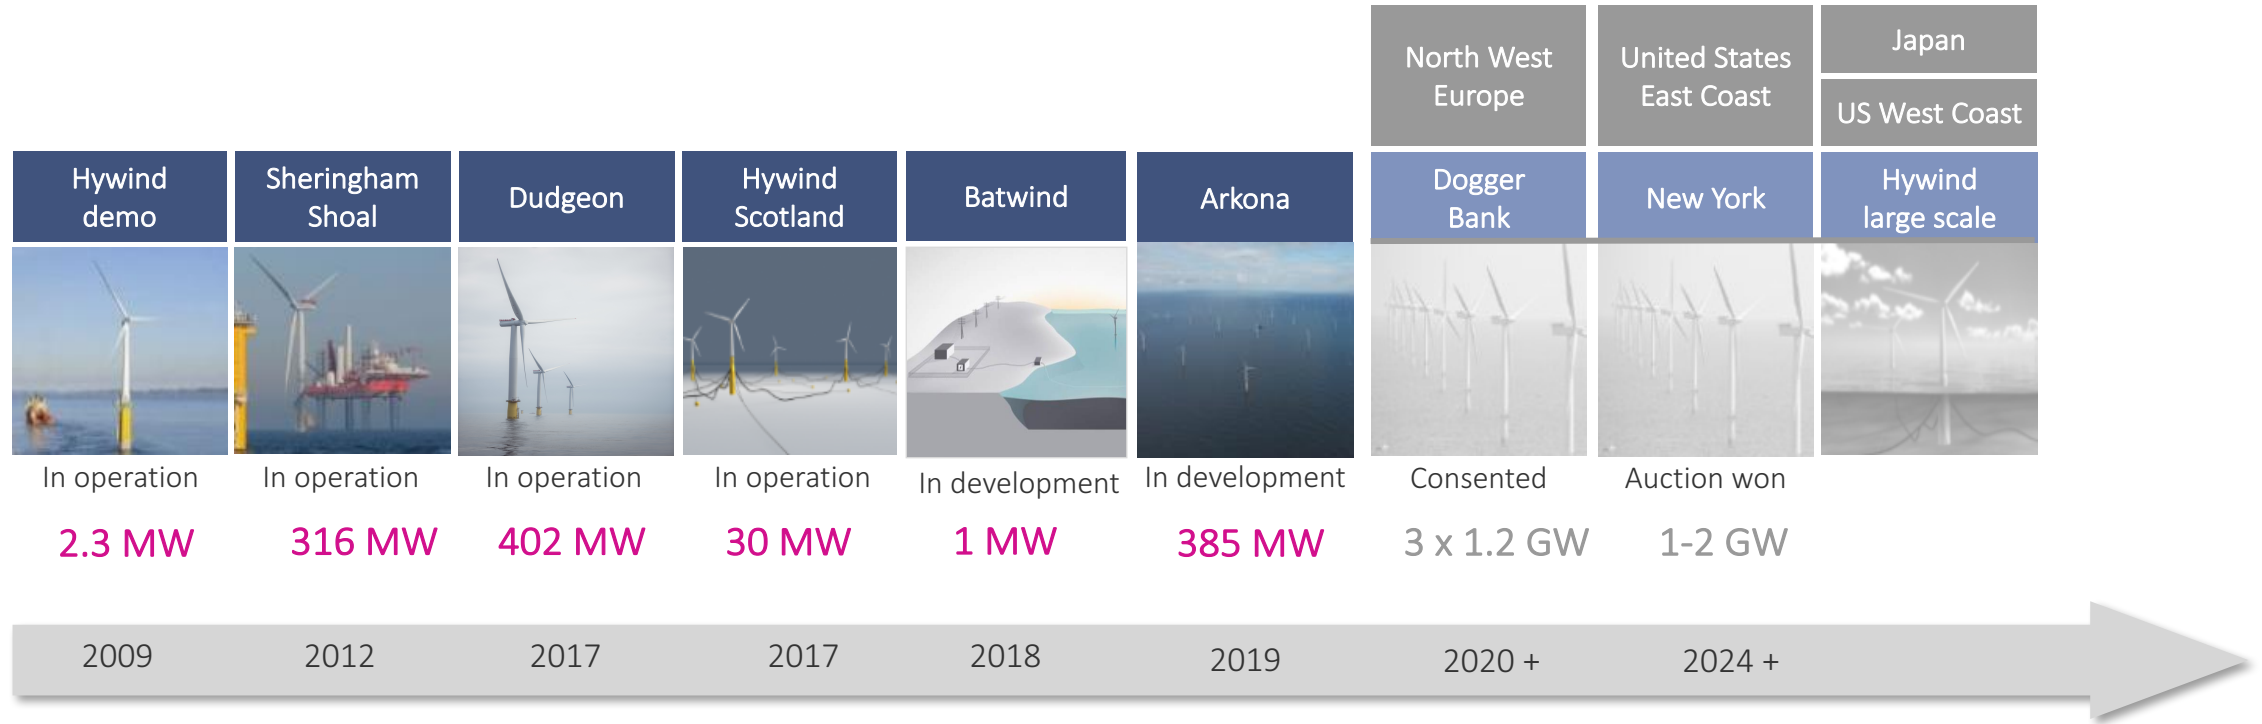 North West
Europe
United States
East Coast
Japan
US West Coast
Hywind
demo
Sheringham
Shoal
Dudgeon
Hywind
Scotland
Batwind
Arkona
Dogger
Bank
New York
Hywind
large scale
In operation
In operation
In operation
In operation
In development
In development
Consented
Auction won
2.3 MW
316 MW
402 MW
30 MW
1 MW
385 MW
3 x 1.2 GW
1-2 GW
2009
2012
2017
2017
2018
2019
2020 +
2024 +